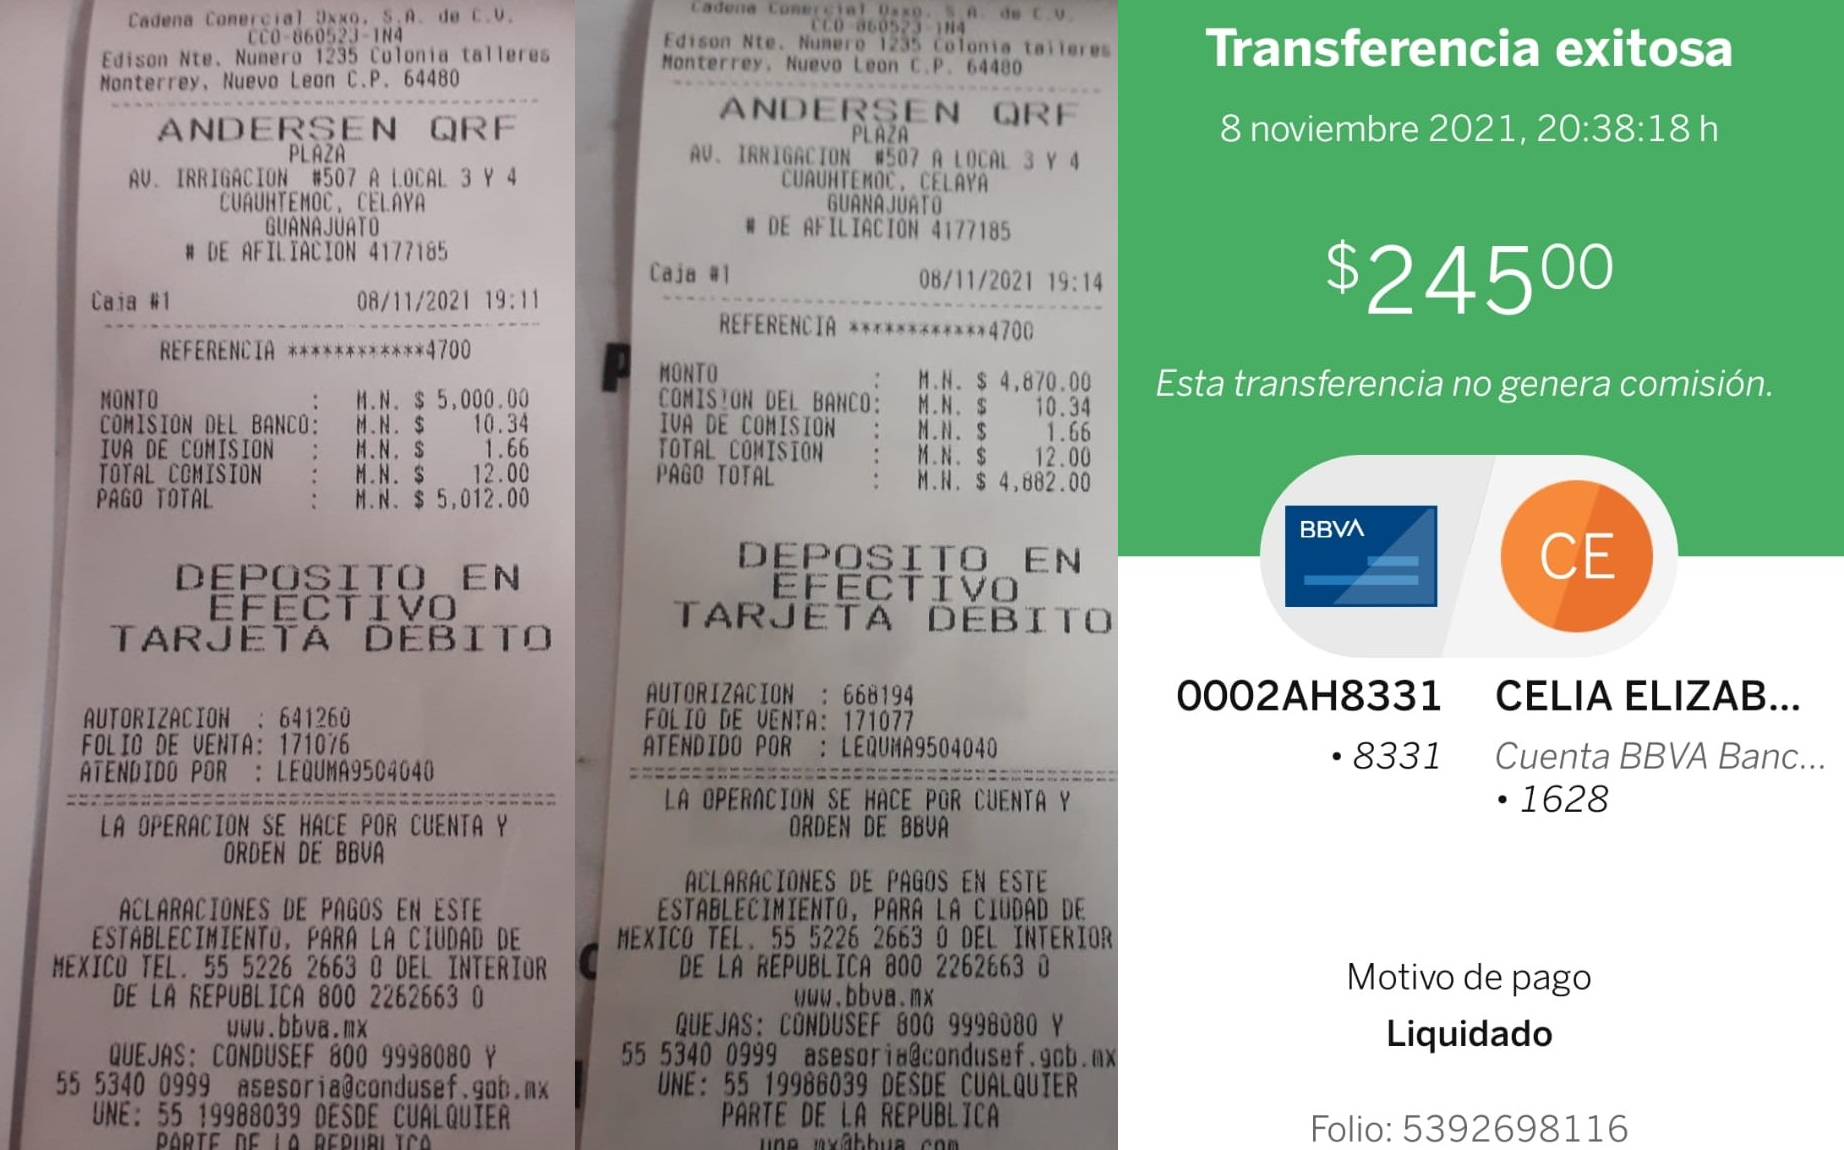 Cadena Comercial Oxxo, S.A. de C.V.
CCO-860523-1N4
Edison Nte. Numero 1235 Colonia talleres
Monterrey, Nuevo Leon C.P. 64480
ANDERSEN QRF
PLAZA
AV. IRRIGACION #507 A LOCAL 3 Y 4
CUAUHTEMOC, CELAYA
GUANAJUATO
# DE AFILIACION 4177185
Caja #1 08/11/2021 19:11
REFERENCIA ************4700
MONTO : M.N. $ 5,000.00
COMISION DEL BANCO: M.N. $ 10.34
IVA DE COMISION : M.N. $ 1.66
TOTAL COMISION : M.N. $ 12.00
PAGO TOTAL : M.N. $ 5,012.00
DEPOSITO EN
EFECTIVO
TARJETA DEBITO
AUTORIZACION : 641260
FOLIO DE VENTA: 171076
ATENDIDO POR : LEQUMA9504040
LA OPERACION SE HACE POR CUENTA Y
ORDEN DE BBVA
ACLARACIONES DE PAGOS EN ESTE
ESTABLECIMIENTO, PARA LA CIUDAD DE
MEXICO TEL. 55 5226 2663 O DEL INTERIOR
DE LA REPUBLICA 800 2262663 O
www.bbva.mx
QUEJAS: CONDUSEF 800 9998080 Y
55 5340 0999 asesoria@condusef.gob.mx
UNE: 55 19988039 DESDE CUALQUIER
PARTE DE LA REPUBLICA
Cadena Comercial Oxxo, S.A. de C.V.
CCO-860523-1N4
Edison Nte. Numero 1235 Colonia talleres
Monterrey, Nuevo Leon C.P. 64480
ANDERSEN QRF
PLAZA
AV. IRRIGACION #507 A LOCAL 3 Y 4
CUAUHTEMOC, CELAYA
GUANAJUATO
# DE AFILIACION 4177185
Caja #1 08/11/2021 19:14
REFERENCIA ************4700
MONTO : M.N. $ 4,870.00
COMISION DEL BANCO: M.N. $ 10.34
IVA DE COMISION : M.N. $ 1.66
TOTAL COMISION : M.N. $ 12.00
PAGO TOTAL : M.N. $ 4,882.00
DEPOSITO EN
EFECTIVO
TARJETA DEBITO
AUTORIZACION : 668194
FOLIO DE VENTA: 171077
ATENDIDO POR : LEQUMA9504040
LA OPERACION SE HACE POR CUENTA Y
ORDEN DE BBVA
ACLARACIONES DE PAGOS EN ESTE
ESTABLECIMIENTO, PARA LA CIUDAD DE
MEXICO TEL. 55 5226 2663 O DEL INTERIOR
DE LA REPUBLICA 800 2262663 O
www.bbva.mx
QUEJAS: CONDUSEF 800 9998080 Y
55 5340 0999 asesoria@condusef.gob.mx
UNE: 55 19988039 DESDE CUALQUIER
PARTE DE LA REPUBLICA
une.mx@bbva.com
Transferencia exitosa
8 noviembre 2021, 20:38:18 h
$24500
Esta transferencia no genera comisión.
BBVA
CE
0002AH8331
• 8331
CELIA ELIZAB...
Cuenta BBVA Banc...
• 1628
Motivo de pago
Liquidado
Folio: 5392698116